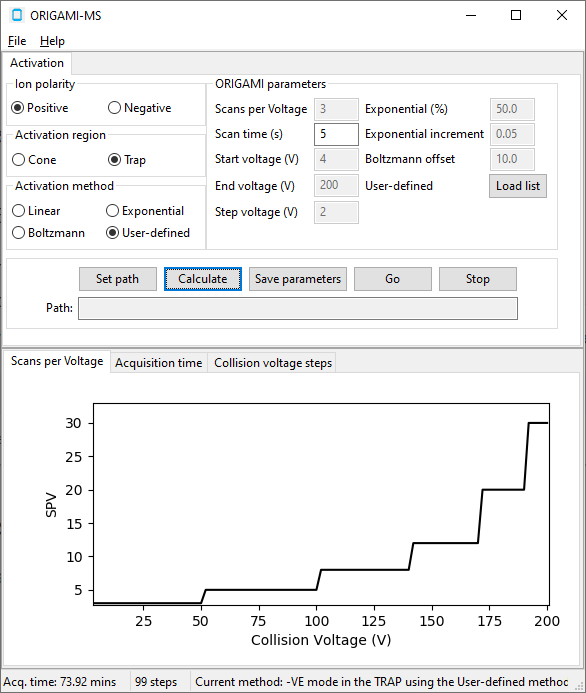 ORIGAMI-MS
File Help
Activation
Ion polarity
Positive Negative
Activation region
Cone Trap
Activation method
Linear Exponential
Boltzmann User-defined
ORIGAMI parameters
Scans per Voltage 3 Exponential (%) 50.0
Scan time (s) 5 Exponential increment 0.05
Start voltage (V) 4 Boltzmann offset 10.0
End voltage (V) 200 User-defined Load list
Step voltage (V) 2
Set path Calculate Save parameters Go Stop
Path:
Scans per Voltage Acquisition time Collision voltage steps
SPV
30
25
20
15
10
5
25 50 75 100 125 150 175 200
Collision Voltage (V)
Acq. time: 73.92 mins 99 steps Current method: -VE mode in the TRAP using the User-defined method